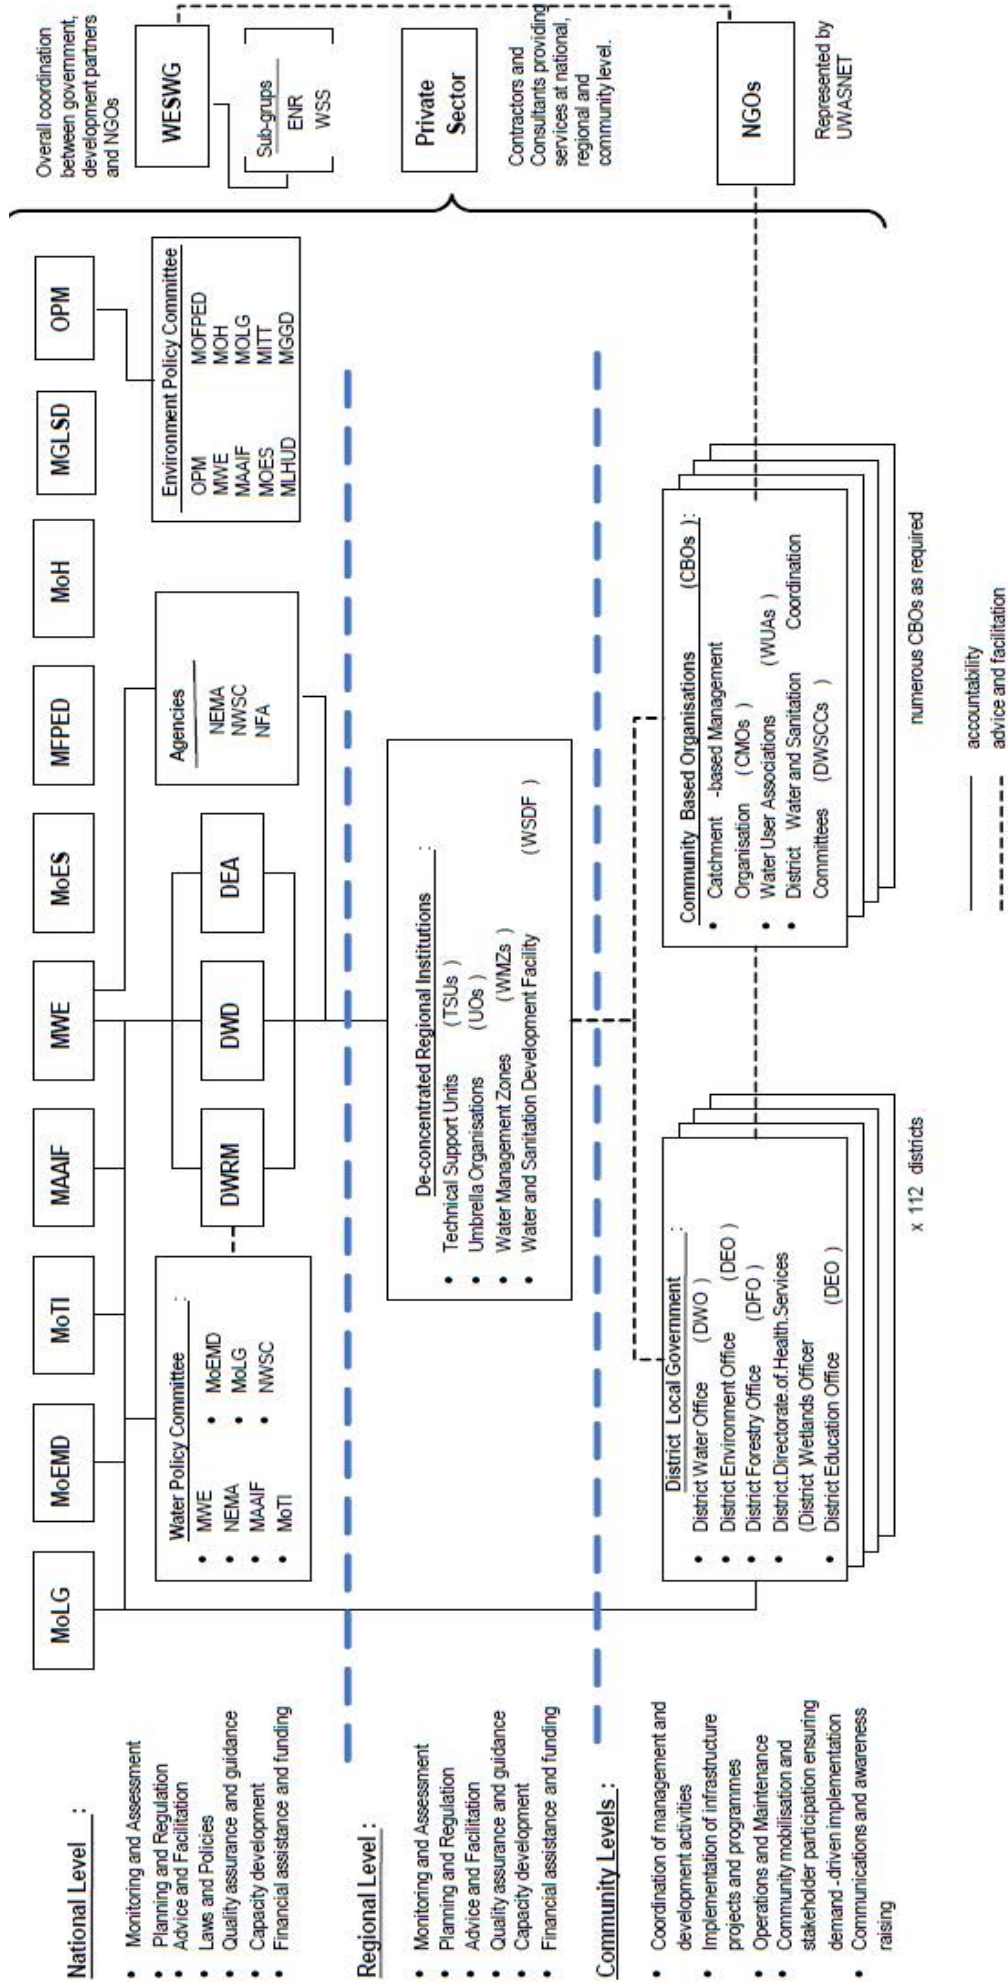 National Level :
• Monitoring and Assessment
• Planning and Regulation
• Advice and Facilitation
• Laws and Policies
• Quality assurance and guidance
• Capacity development
• Financial assistance and funding
MoLG
MoEMD
MoTI
MAAIF
MWE
MoES
MFPED
MoH
MGLSD
OPM
Water Policy Committee :
• MWE • MoEMD
• NEMA • MoLG
• MAAIF • NWSC
• MoTI
DWRM
DWD
DEA
Agencies
NEMA
NWSC
NFA
Environment Policy Committee
OPM MOFPED
MWE MOH
MAAIF MOLG
MOES MITT
MLHUD MGGD
Regional Level :
• Monitoring and Assessment
• Planning and Regulation
• Advice and Facilitation
• Quality assurance and guidance
• Capacity development
• Financial assistance and funding
De-concentrated Regional Institutions :
• Technical Support Units (TSUs )
• Umbrella Organisations (UOs )
• Water Management Zones (WMZs )
• Water and Sanitation Development Facility (WSDF )
Community Levels :
• Coordination of management and
development activities
• Implementation of infrastructure
projects and programmes
• Operations and Maintenance
• Community mobilisation and
stakeholder participation ensuring
demand -driven implementation
• Communications and awareness
raising
District Local Government :
• District Water Office (DWO )
• District Environment Office (DEO )
• District Forestry Office (DFO )
• District.Directorate.of.Health.Services
(District )Wetlands Officer
• District Education Office (DEO )
x 112 districts
Community Based Organisations (CBOs ):
• Catchment -based Management
Organisation (CMOs )
• Water User Associations (WUAs )
• District Water and Sanitation Coordination
Committees (DWSCCs )
numerous CBOs as required
accountability
advice and facilitation
Overall coordination
between government,
development partners
and NGOs
WESWG
Sub-grups
ENR
WSS
Private
Sector
Contractors and
Consultants providing
services at national,
regional and
community level.
NGOs
Represented by
UWASNET